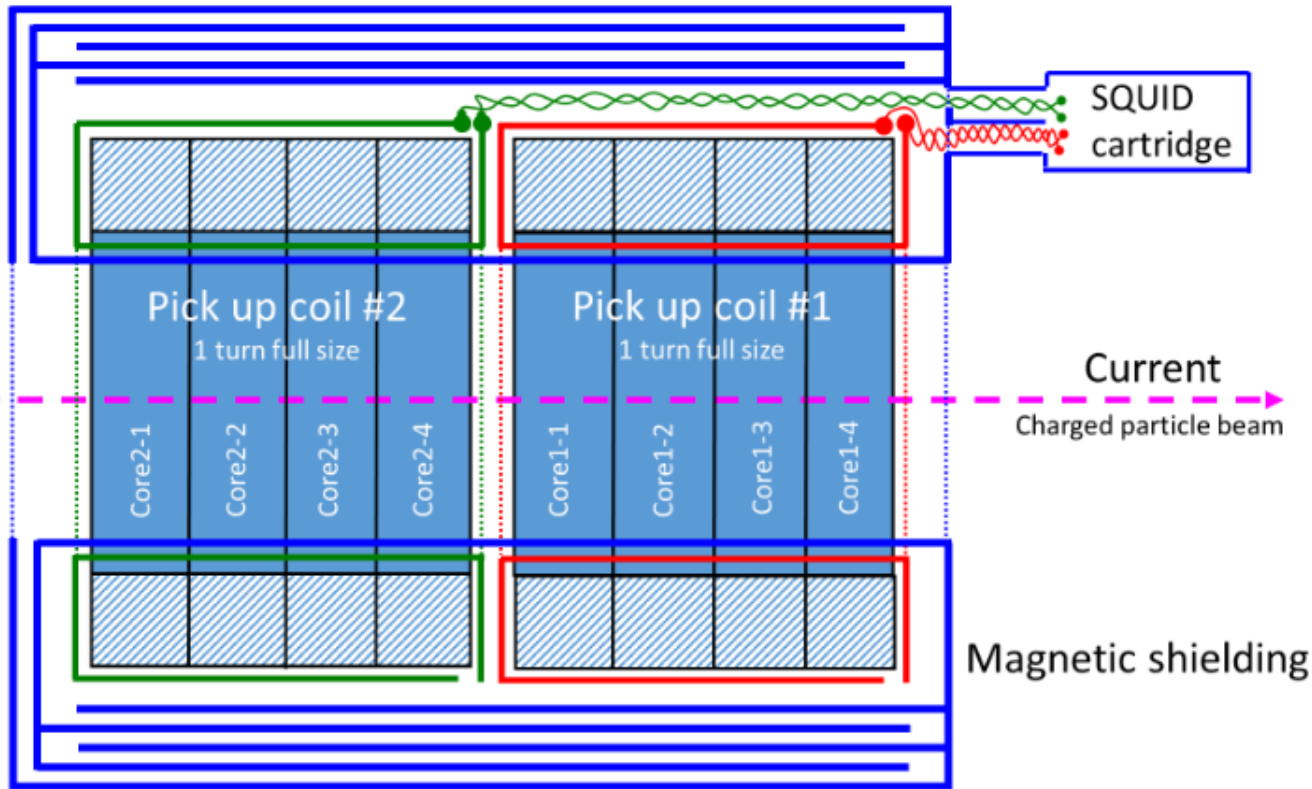 SQUID
cartridge
Pick up coil #2
1 turn full size
Pick up coil #1
1 turn full size
Current
Charged particle beam
Core2-1
Core2-2
Core2-3
Core2-4
Core1-1
Core1-2
Core1-3
Core1-4
Magnetic shielding